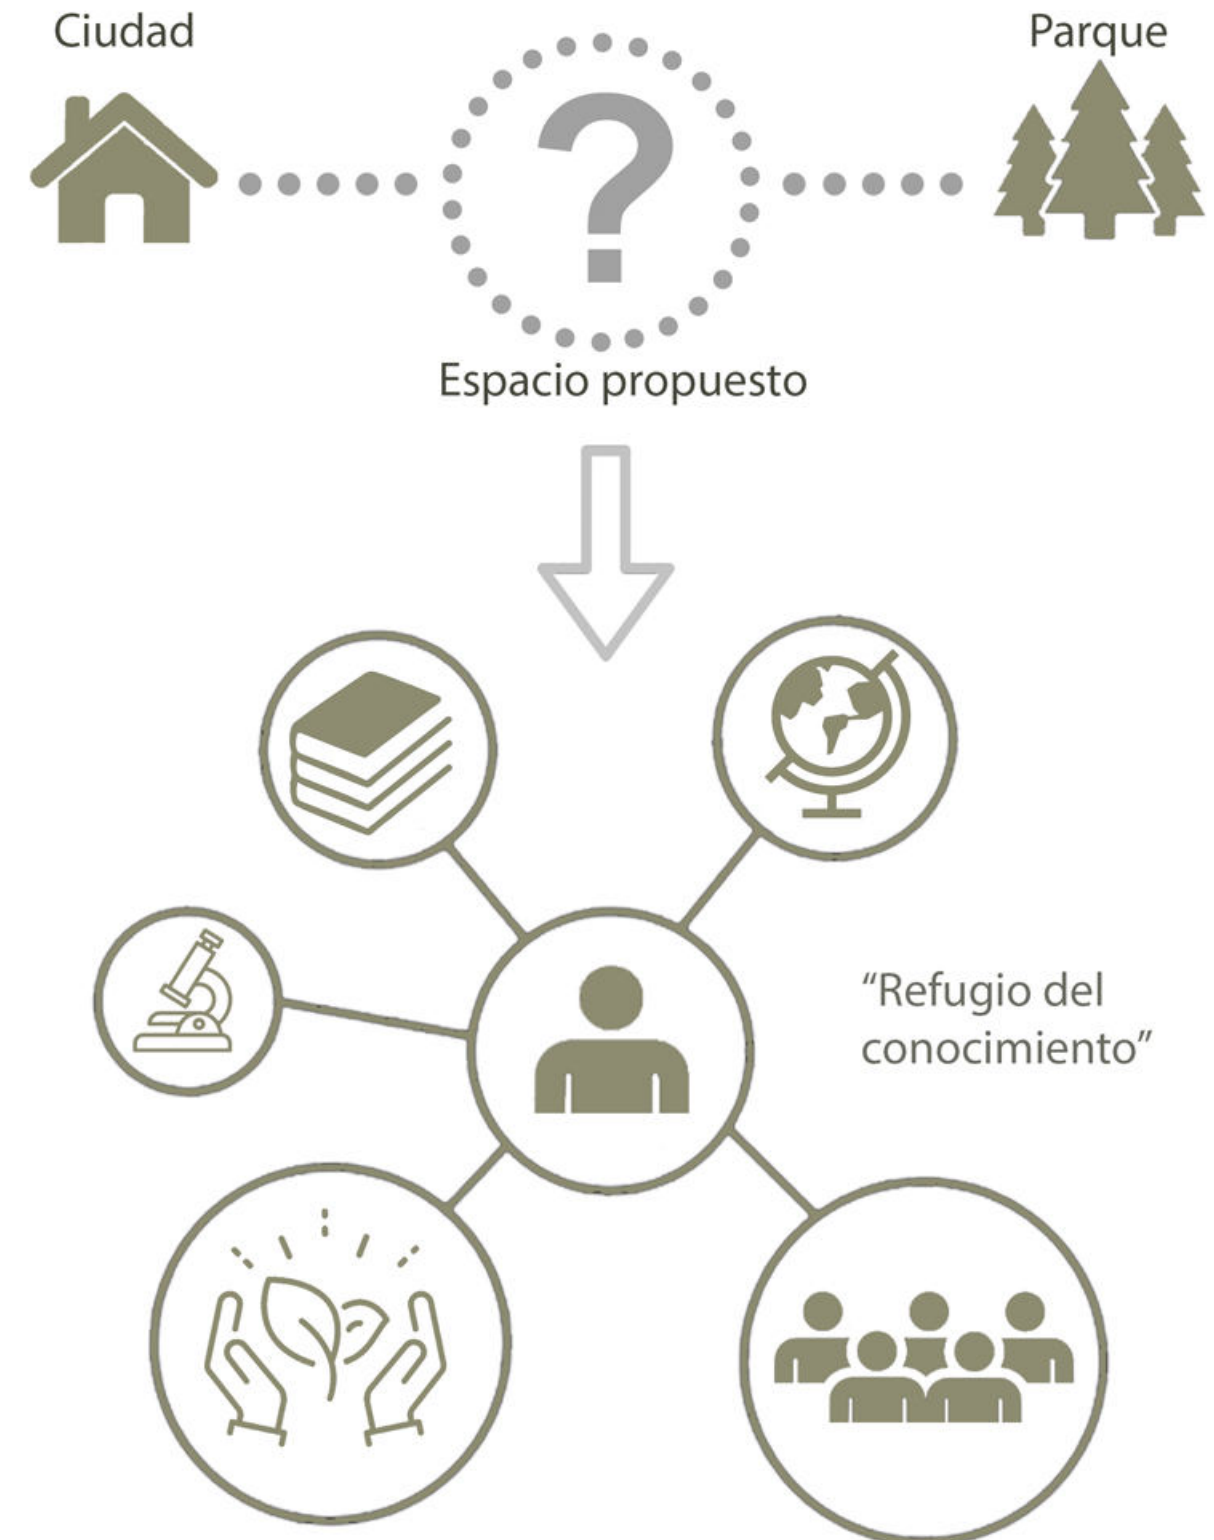 Ciudad
Parque
?
Espacio propuesto
“Refugio del
conocimiento”